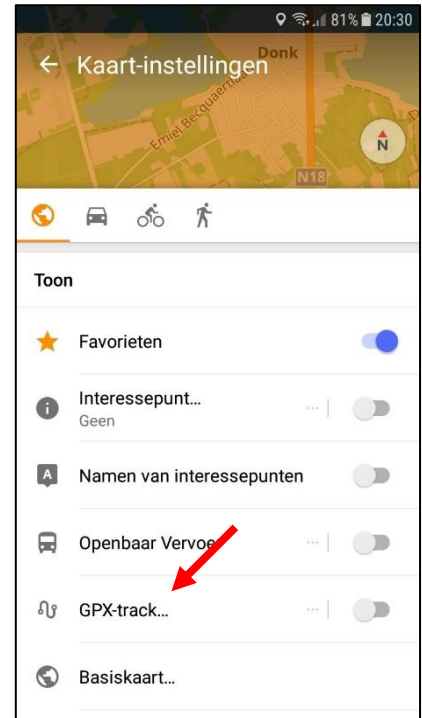 81% 20:30
Donk
Kaart-instellingen
Emiel Becquaertlaan
N
N18
Toon
Favorieten
Interessepunt...
Geen
A
Namen van interessepunten
Openbaar Vervoe
GPX-track...
Basiskaart...